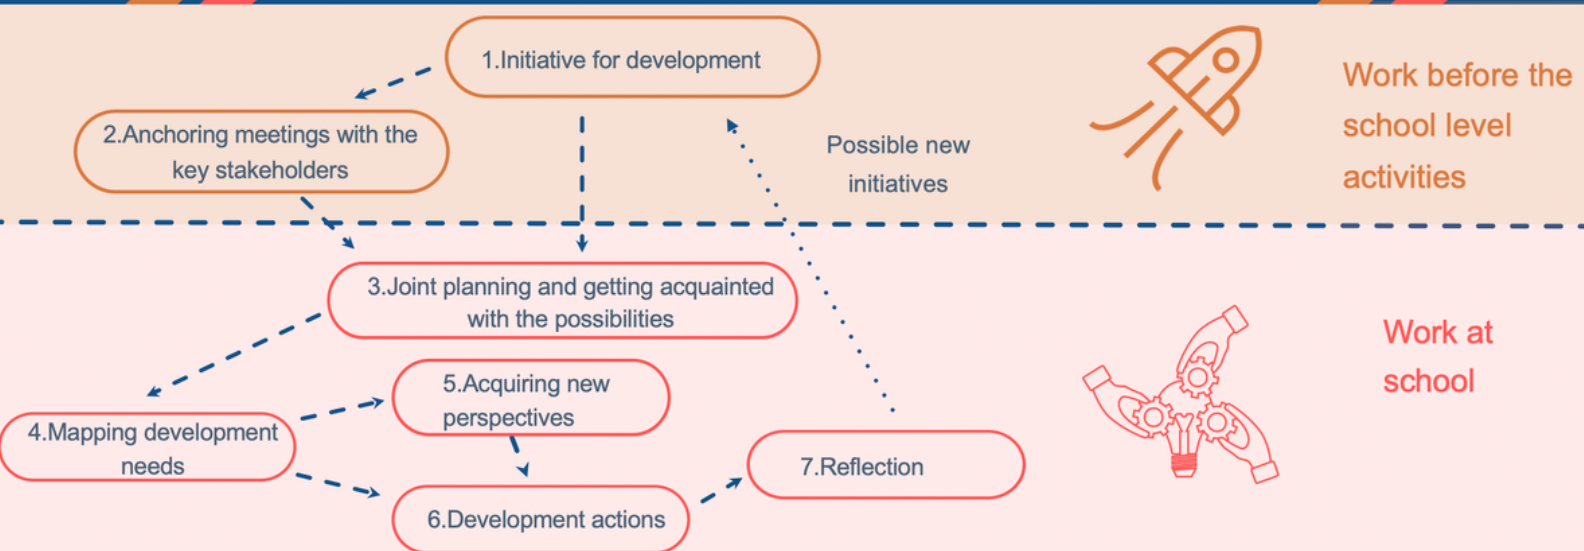 1.Initiative for development
Work before the
school level
activities
2.Anchoring meetings with the
key stakeholders
Possible new
initiatives
3.Joint planning and getting acquainted
with the possibilities
Work at
school
5.Acquiring new
perspectives
4.Mapping development
needs
7.Reflection
6.Development actions